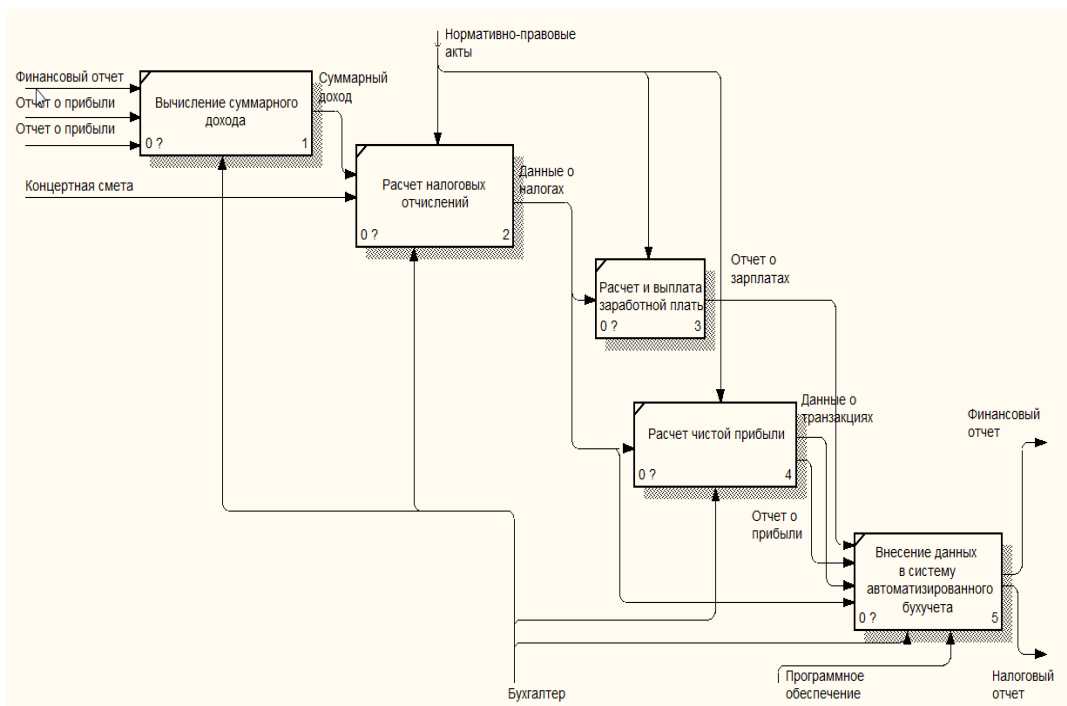 Нормативно-правовые
акты
Финансовый отчет
Отчет о прибыли
Отчет о прибыли
Вычисление суммарного
дохода
0 ?
1
Суммарный
доход
Концертная смета
Расчет налоговых
отчислений
0 ?
2
Данные о
налогах
Расчет и выплата
заработной плать
0 ?
3
Отчет о
зарплатах
Расчет чистой прибыли
0 ?
4
Данные о
транзакциях
Отчет о
прибыли
Внесение данных
в систему
автоматизированного
бухучета
0 ?
5
Финансовый
отчет
Налоговый
отчет
Программное
обеспечение
Бухгалтер